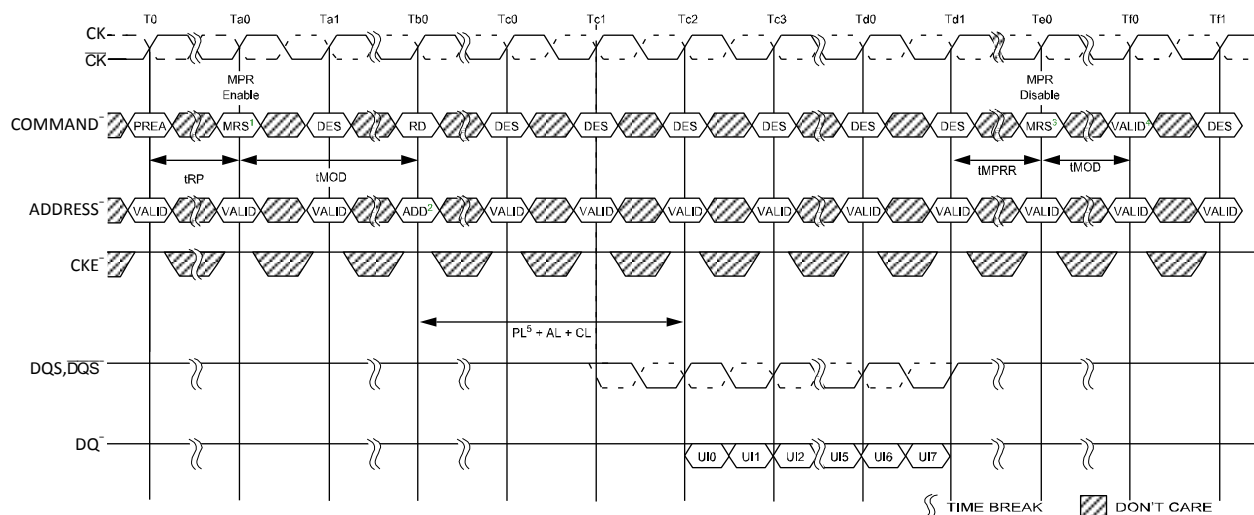 T0 Ta0 Ta1 Tb0 Tc0 Tc1 Tc2 Tc3 Td0 Td1 Te0 Tf0 Tf1
CK
CK
MPR Enable
MPR Disable
COMMAND PREA MRS1 DES RD DES DES DES DES DES DES MRS3 VALID4 DES
tRP tMOD tMPRR tMOD
ADDRESS VALID VALID VALID ADD2 VALID VALID VALID VALID VALID VALID VALID VALID VALID
CKE
PL5 + AL + CL
DQS,DQS
DQ UI0 UI1 UI2 UI5 UI6 UI7
TIME BREAK DON'T CARE